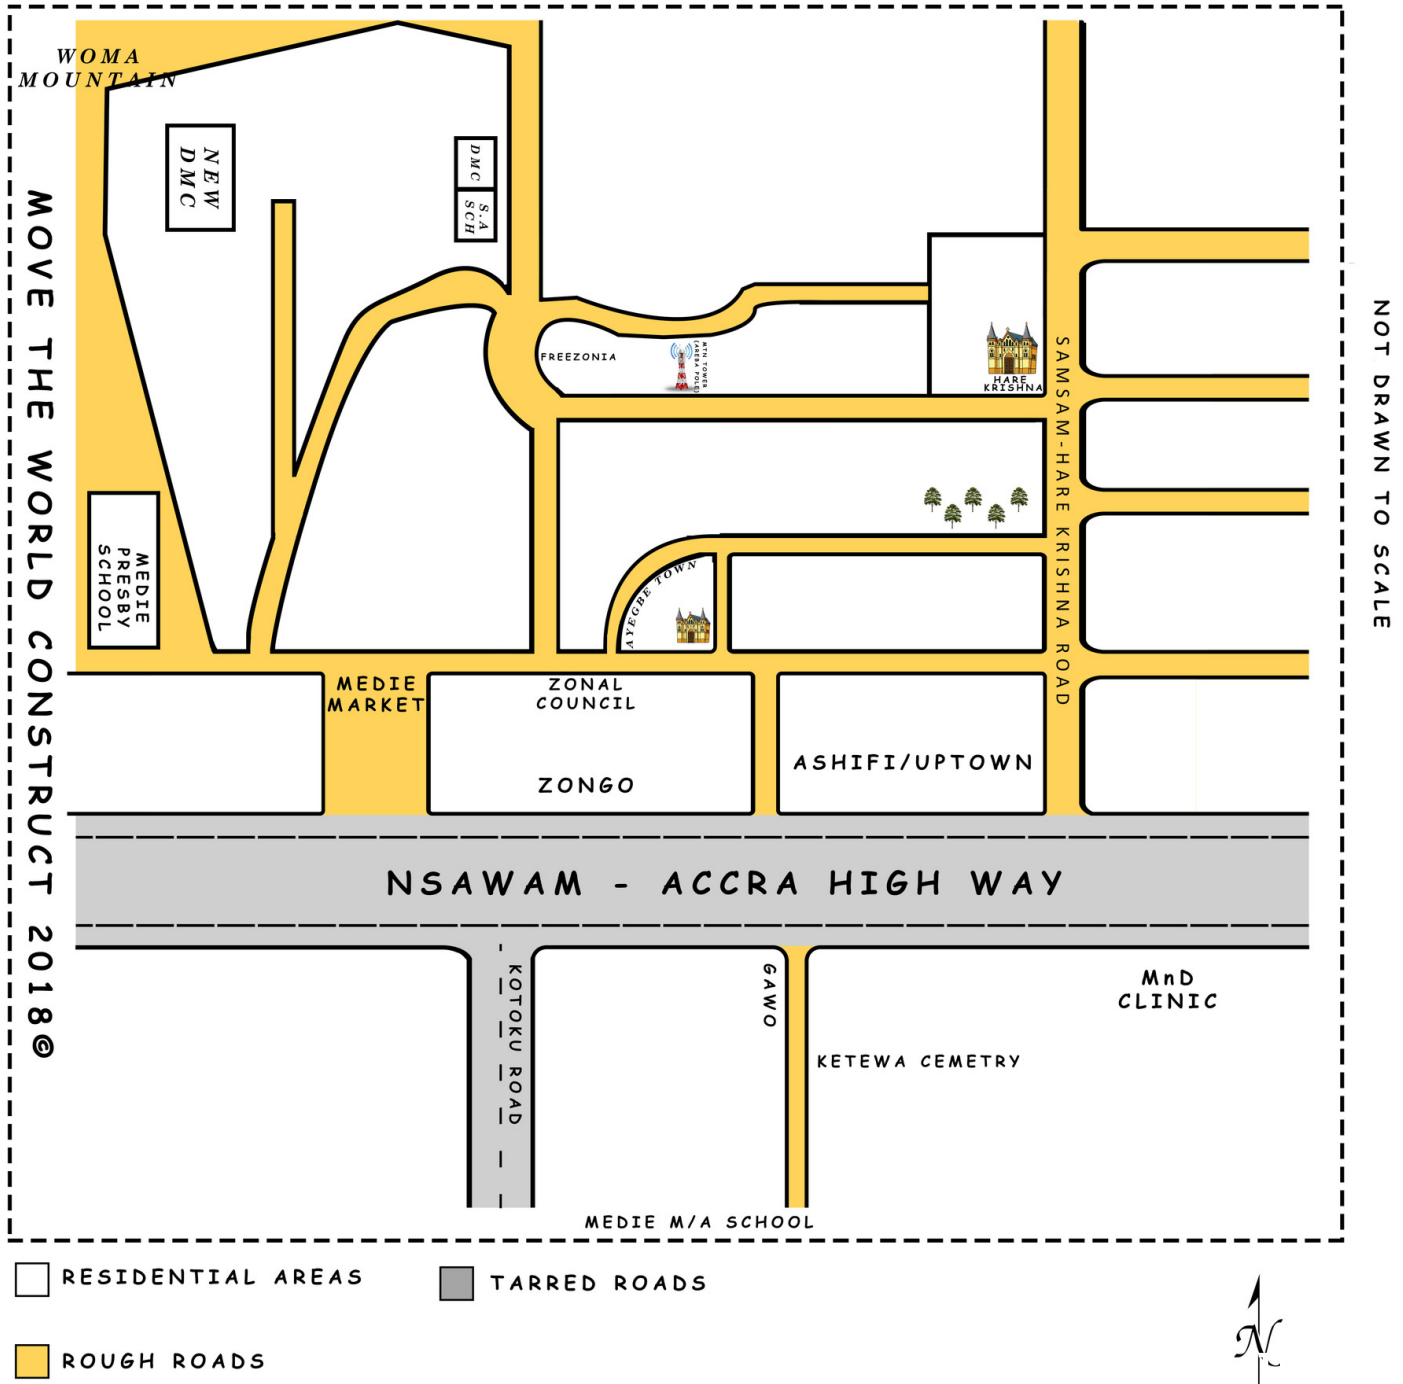 WOMA
MOUNTAIN
NEW
DMC
DMC
S.A
SCH
MOVE THE WORLD CONSTRUCT 2018©
NOT DRAWN TO SCALE
FREEZONIA
MTN TOWER
(AREBA POLE)
HARE
KRISHNA
SAMSAM-HARE KRISHNA ROAD
MEDIE
PRESBY
SCHOOL
AYEGBE TOWN
MEDIE
MARKET
ZONAL
COUNCIL
ZONGO
ASHIFI/UPTOWN
NSAWAM - ACCRA HIGH WAY
KOTOKU ROAD
GAWO
MnD
CLINIC
KETEWA CEMETRY
MEDIE M/A SCHOOL
RESIDENTIAL AREAS
TARRED ROADS
ROUGH ROADS
N